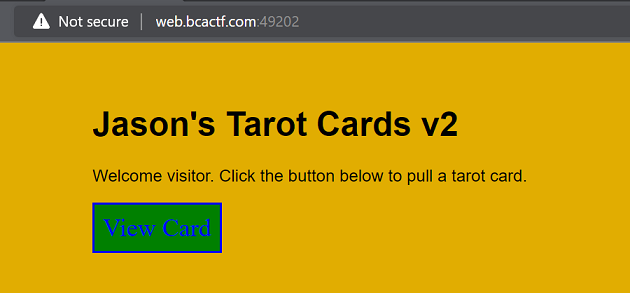 Not secure | web.bcactf.com:49202
Jason's Tarot Cards v2
Welcome visitor. Click the button below to pull a tarot card.
View Card